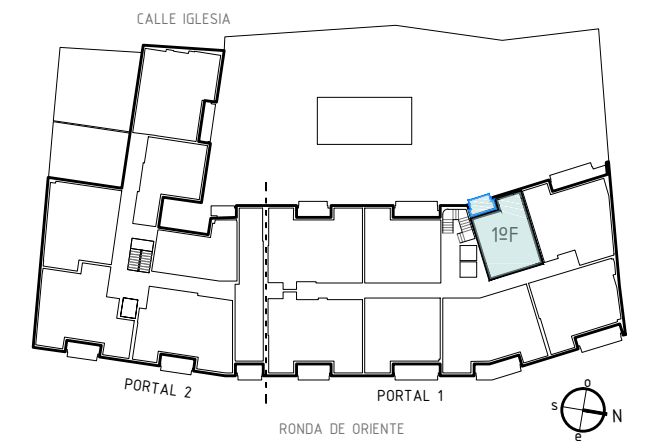 CALLE IGLESIA
1ºF
PORTAL 2
PORTAL 1
RONDA DE ORIENTE
o
s
N
e